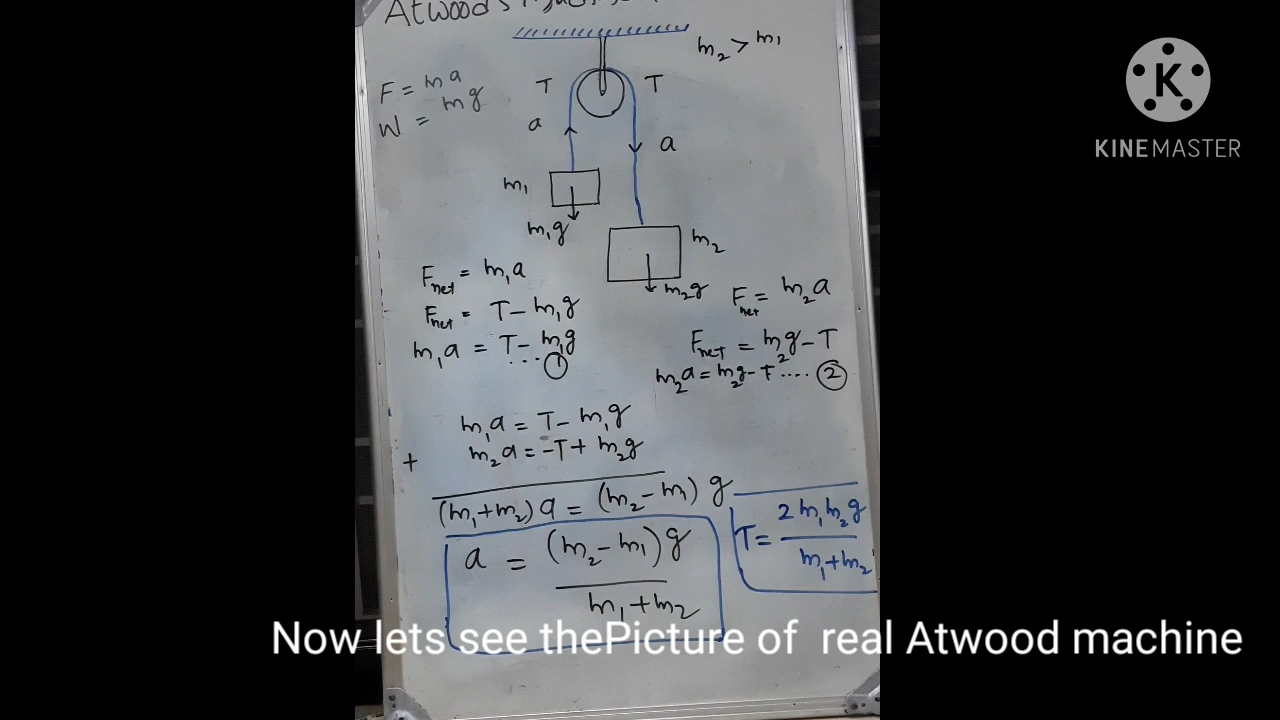 Atwood's
m₂ > m₁
F = ma
W = mg
T T
a a
m₁
m₁g
m₂
m₂g
Fnet = m₁a
Fnet = T - m₁g
m₁a = T - m₁g
.... ①
Fnet = m₂a
Fnet = m₂g - T
m₂a = m₂g - T .... ②
m₁a = T - m₁g
+ m₂a = -T + m₂g
(m₁+m₂) a = (m₂ - m₁) g
a = (m₂ - m₁) g / m₁ + m₂
T = 2 m₁m₂g / m₁+m₂
Now lets see thePicture of real Atwood machine
K
KINEMASTER